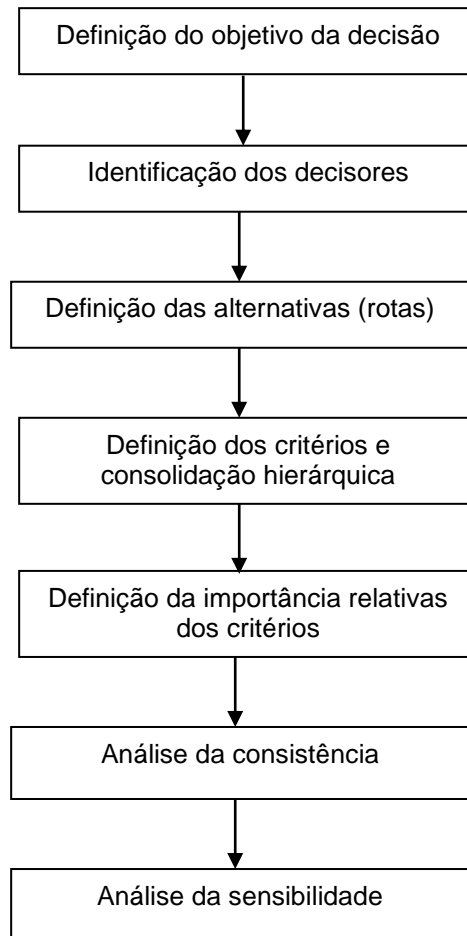 Definição do objetivo da decisão
Identificação dos decisores
Definição das alternativas (rotas)
Definição dos critérios e
consolidação hierárquica
Definição da importância relativas
dos critérios
Análise da consistência
Análise da sensibilidade